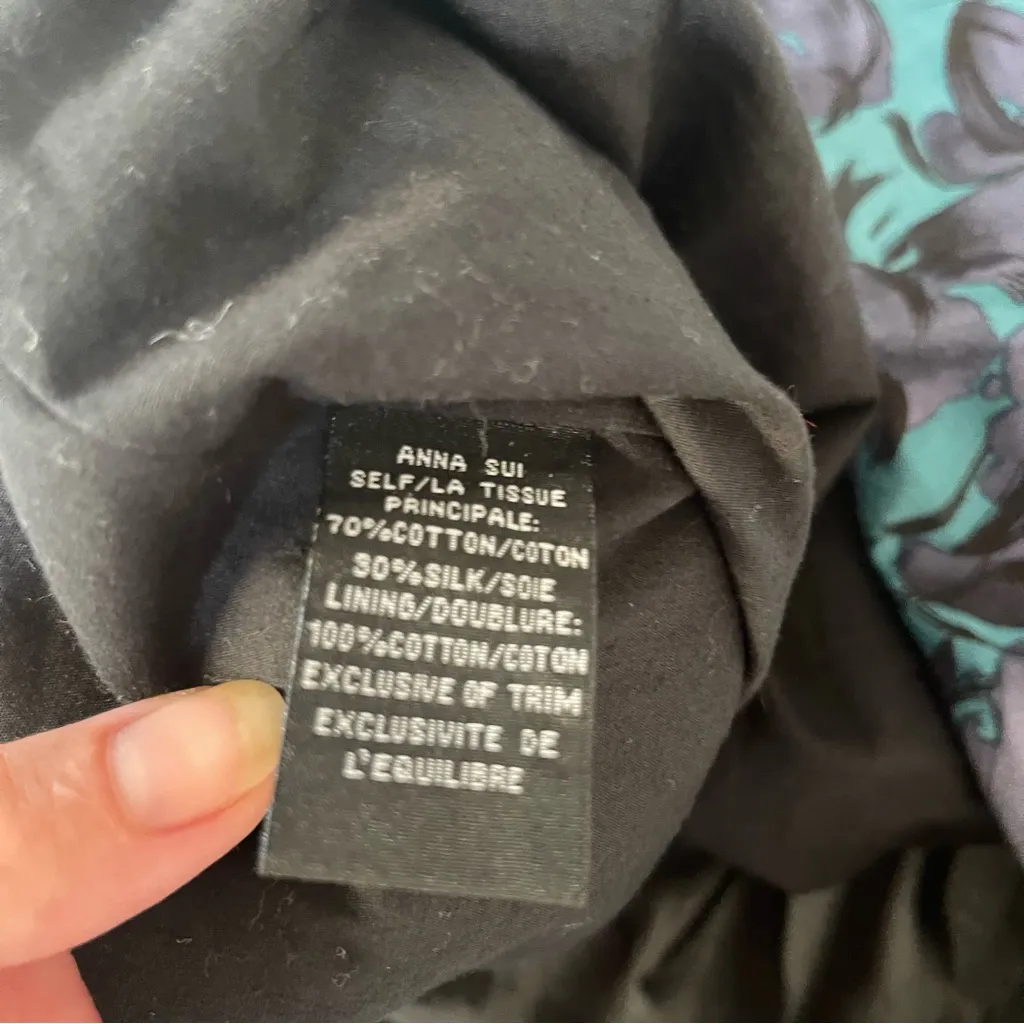 ANNA SUI
SELF/LA TISSUE
PRINCIPALE:
70%COTTON/COTON
30%SILK/SOIE
LINING/DOUBLURE:
100%COTTON/COTON
EXCLUSIVE OF TRIM
EXCLUSIVITE DE
L'EQUILIBRE